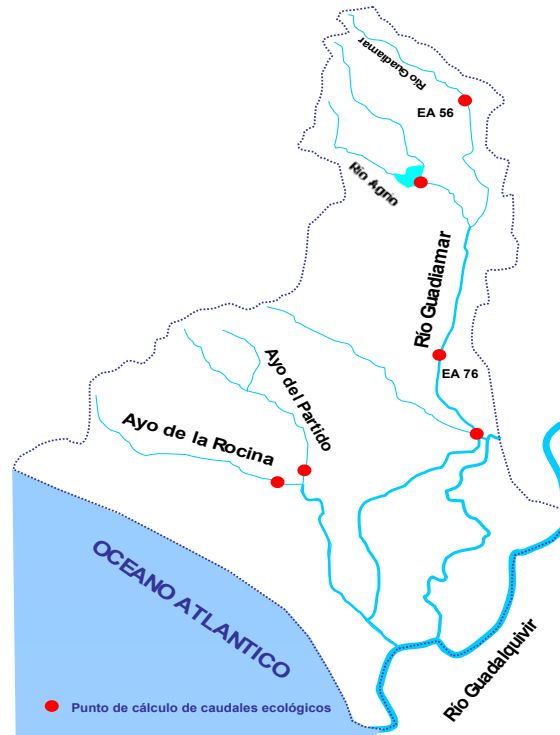 Río Guadiamar
EA 56
Río Agrio
Río Guadiamar
EA 76
Ayo del Partido
Ayo de la Rocina
OCEANO ATLANTICO
Río Guadalquivir
Punto de cálculo de caudales ecológicos